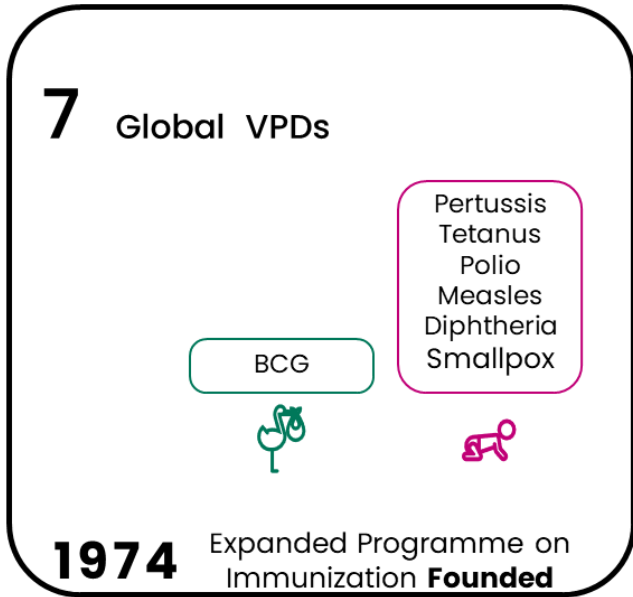 7 Global VPDs
Pertussis
Tetanus
Polio
Measles
Diphtheria
Smallpox
BCG
1974 Expanded Programme on
Immunization Founded